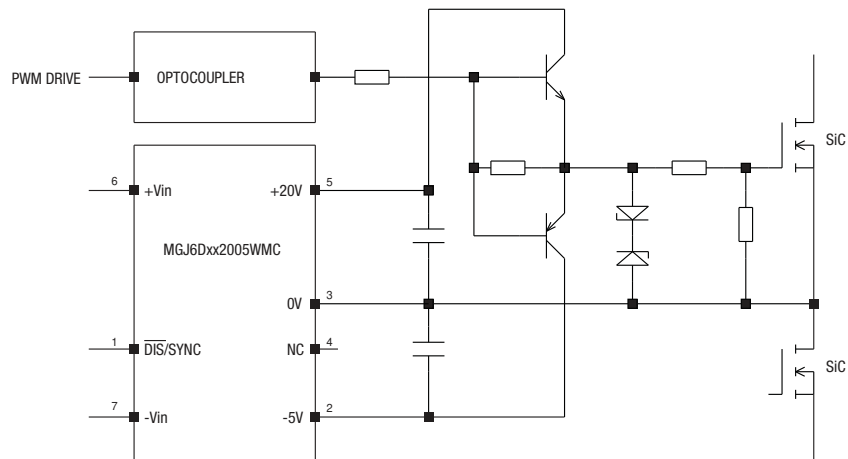 PWM DRIVE
OPTOCOUPLER
SiC
6 +Vin
+20V 5
MGJ6Dxx2005WMC
0V 3
1 DIS/SYNC
NC 4
SiC
7 -Vin
-5V 2